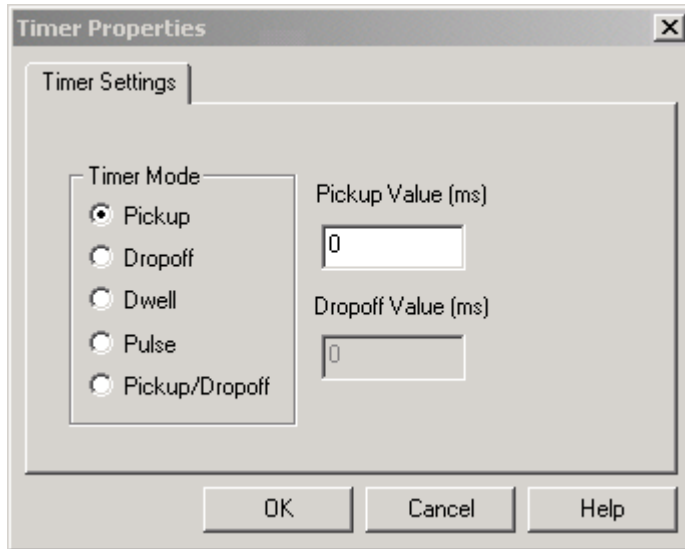 Timer Properties
Timer Settings
Timer Mode
Pickup
Dropoff
Dwell
Pulse
Pickup/Dropoff
Pickup Value (ms)
0
Dropoff Value (ms)
0
OK
Cancel
Help